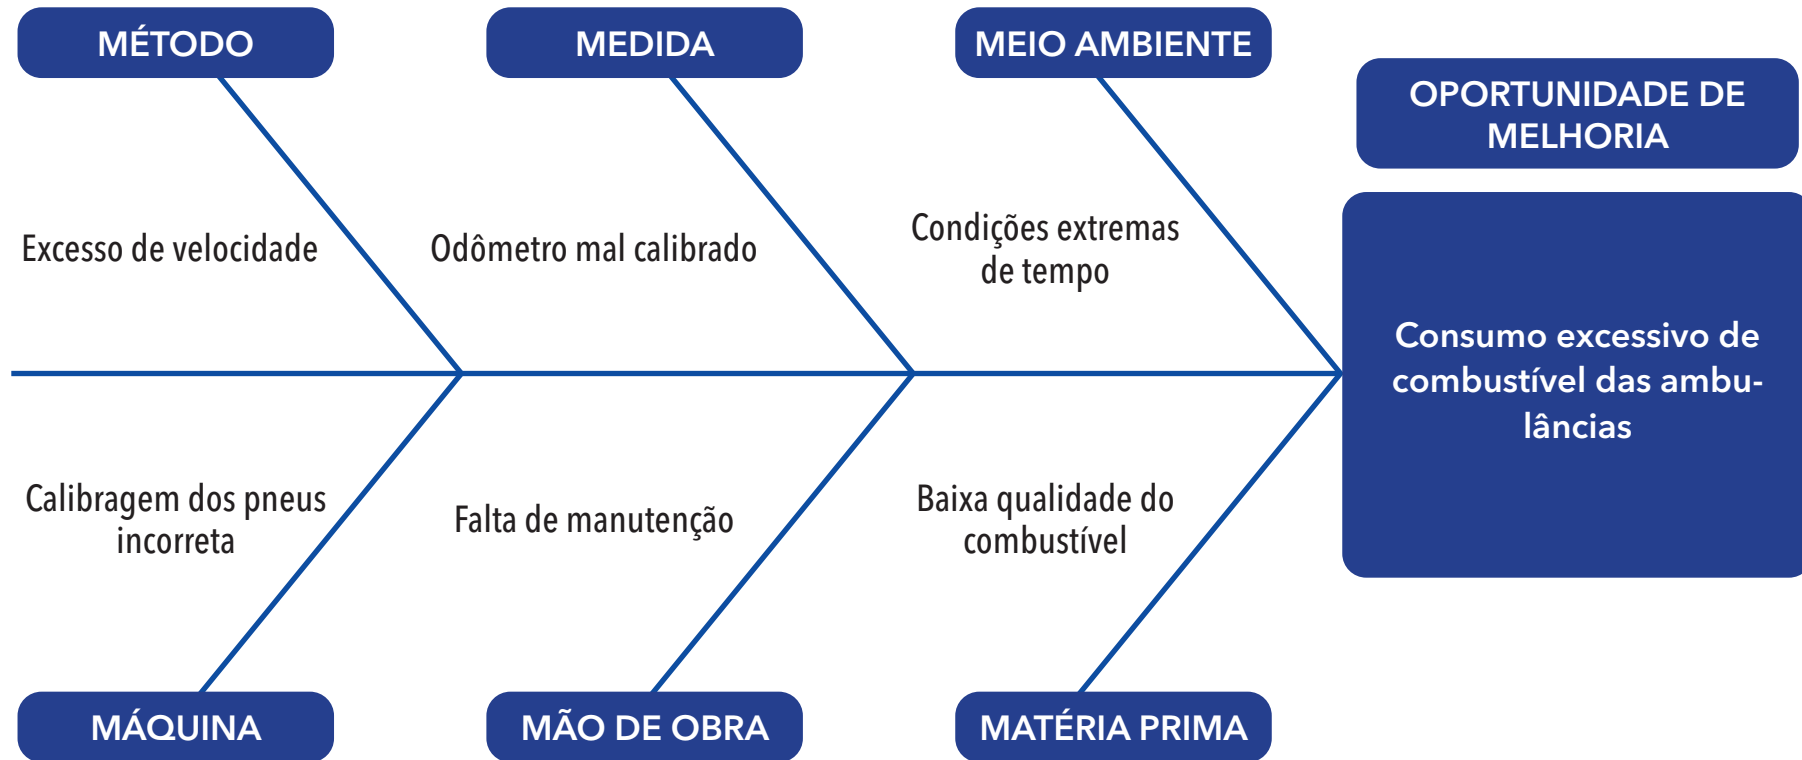 MÉTODO
MEDIDA
MEIO AMBIENTE
OPORTUNIDADE DE
MELHORIA
Excesso de velocidade
Odômetro mal calibrado
Condições extremas
de tempo
Consumo excessivo de
combustível das ambu-
lâncias
Calibragem dos pneus
incorreta
Falta de manutenção
Baixa qualidade do
combustível
MÁQUINA
MÃO DE OBRA
MATÉRIA PRIMA